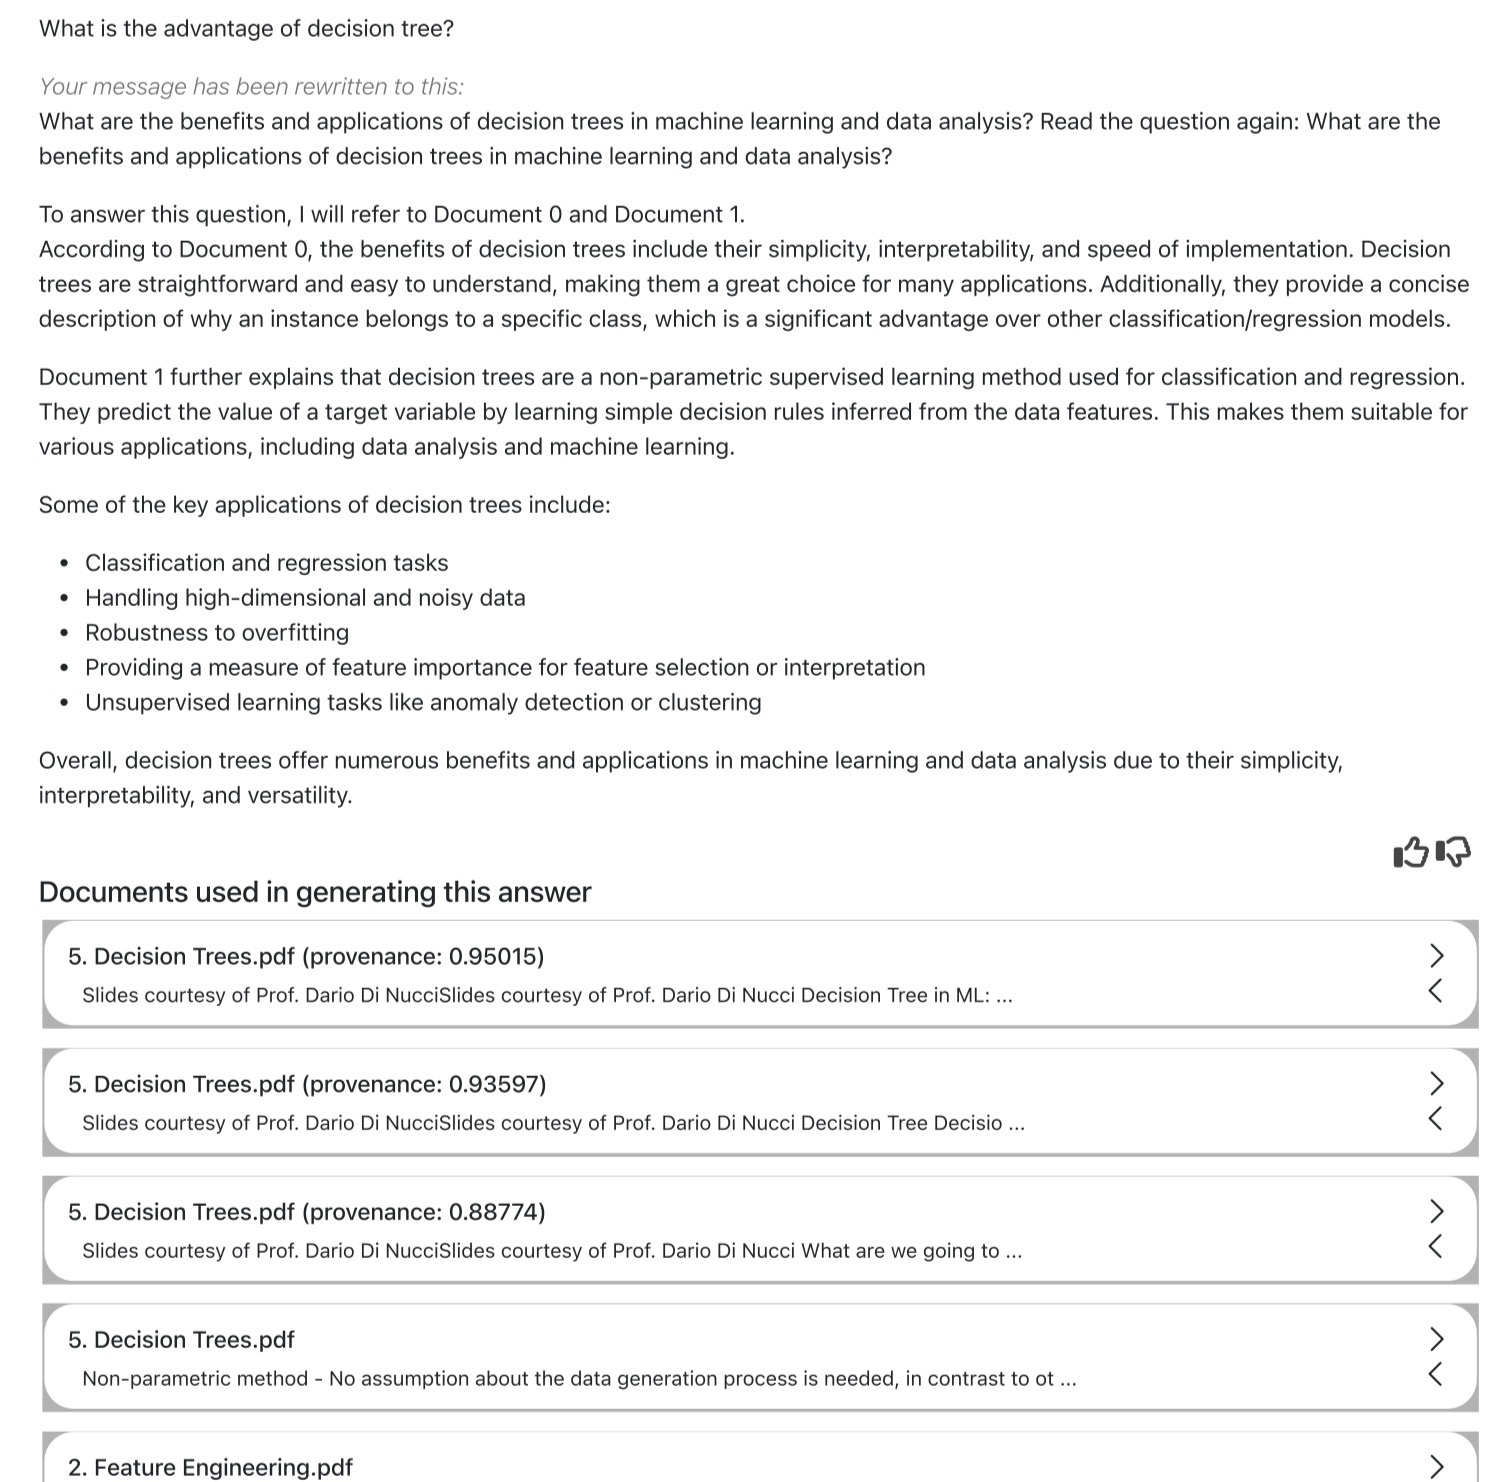 What is the advantage of decision tree?
Your message has been rewritten to this:
What are the benefits and applications of decision trees in machine learning and data analysis? Read the question again: What are the
benefits and applications of decision trees in machine learning and data analysis?
To answer this question, I will refer to Document 0 and Document 1.
According to Document 0, the benefits of decision trees include their simplicity, interpretability, and speed of implementation. Decision
trees are straightforward and easy to understand, making them a great choice for many applications. Additionally, they provide a concise
description of why an instance belongs to a specific class, which is a significant advantage over other classification/regression models.
Document 1 further explains that decision trees are a non-parametric supervised learning method used for classification and regression.
They predict the value of a target variable by learning simple decision rules inferred from the data features. This makes them suitable for
various applications, including data analysis and machine learning.
Some of the key applications of decision trees include:
• Classification and regression tasks
• Handling high-dimensional and noisy data
• Robustness to overfitting
• Providing a measure of feature importance for feature selection or interpretation
• Unsupervised learning tasks like anomaly detection or clustering
Overall, decision trees offer numerous benefits and applications in machine learning and data analysis due to their simplicity,
interpretability, and versatility.
Documents used in generating this answer
5. Decision Trees.pdf (provenance: 0.95015)
Slides courtesy of Prof. Dario Di NucciSlides courtesy of Prof. Dario Di Nucci Decision Tree in ML: ...
5. Decision Trees.pdf (provenance: 0.93597)
Slides courtesy of Prof. Dario Di NucciSlides courtesy of Prof. Dario Di Nucci Decision Tree Decisio ...
5. Decision Trees.pdf (provenance: 0.88774)
Slides courtesy of Prof. Dario Di NucciSlides courtesy of Prof. Dario Di Nucci What are we going to ...
5. Decision Trees.pdf
Non-parametric method - No assumption about the data generation process is needed, in contrast to ot ...
2. Feature Engineering.pdf